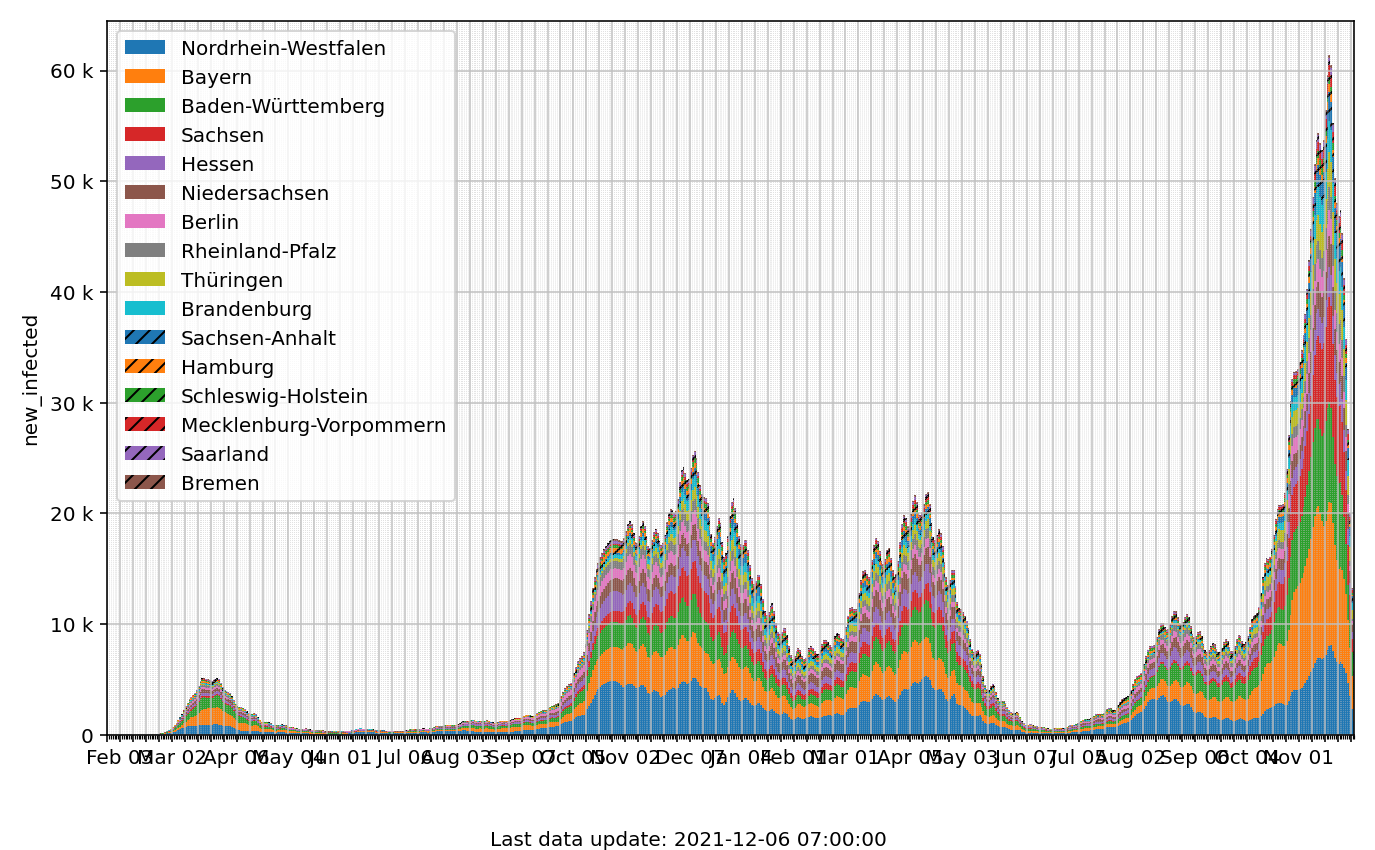 new_infected
60 k
50 k
40 k
30 k
20 k
10 k
0
Nordrhein-Westfalen
Bayern
Baden-Württemberg
Sachsen
Hessen
Niedersachsen
Berlin
Rheinland-Pfalz
Thüringen
Brandenburg
Sachsen-Anhalt
Hamburg
Schleswig-Holstein
Mecklenburg-Vorpommern
Saarland
Bremen
Feb 03 Mar 02 Apr 06 May 04 Jun 01 Jul 06 Aug 03 Sep 07 Oct 05 Nov 02 Dec 07 Jan 04 Feb 01 Mar 01 Apr 05 May 03 Jun 07 Jul 05 Aug 02 Sep 06 Oct 04 Nov 01
Last data update: 2021-12-06 07:00:00